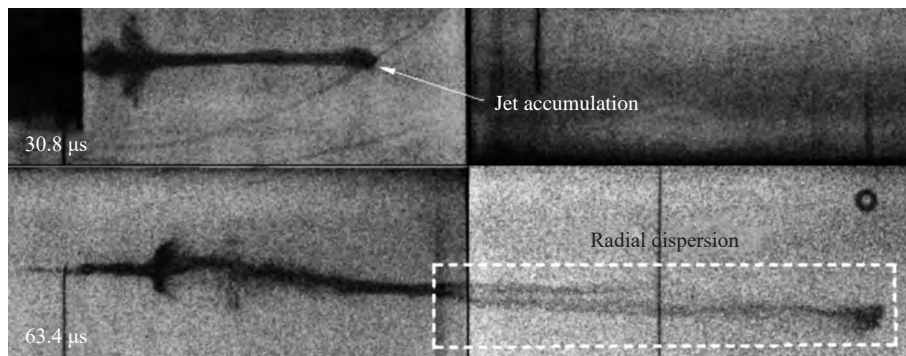 Jet accumulation
30.8 μs
Radial dispersion
63.4 μs